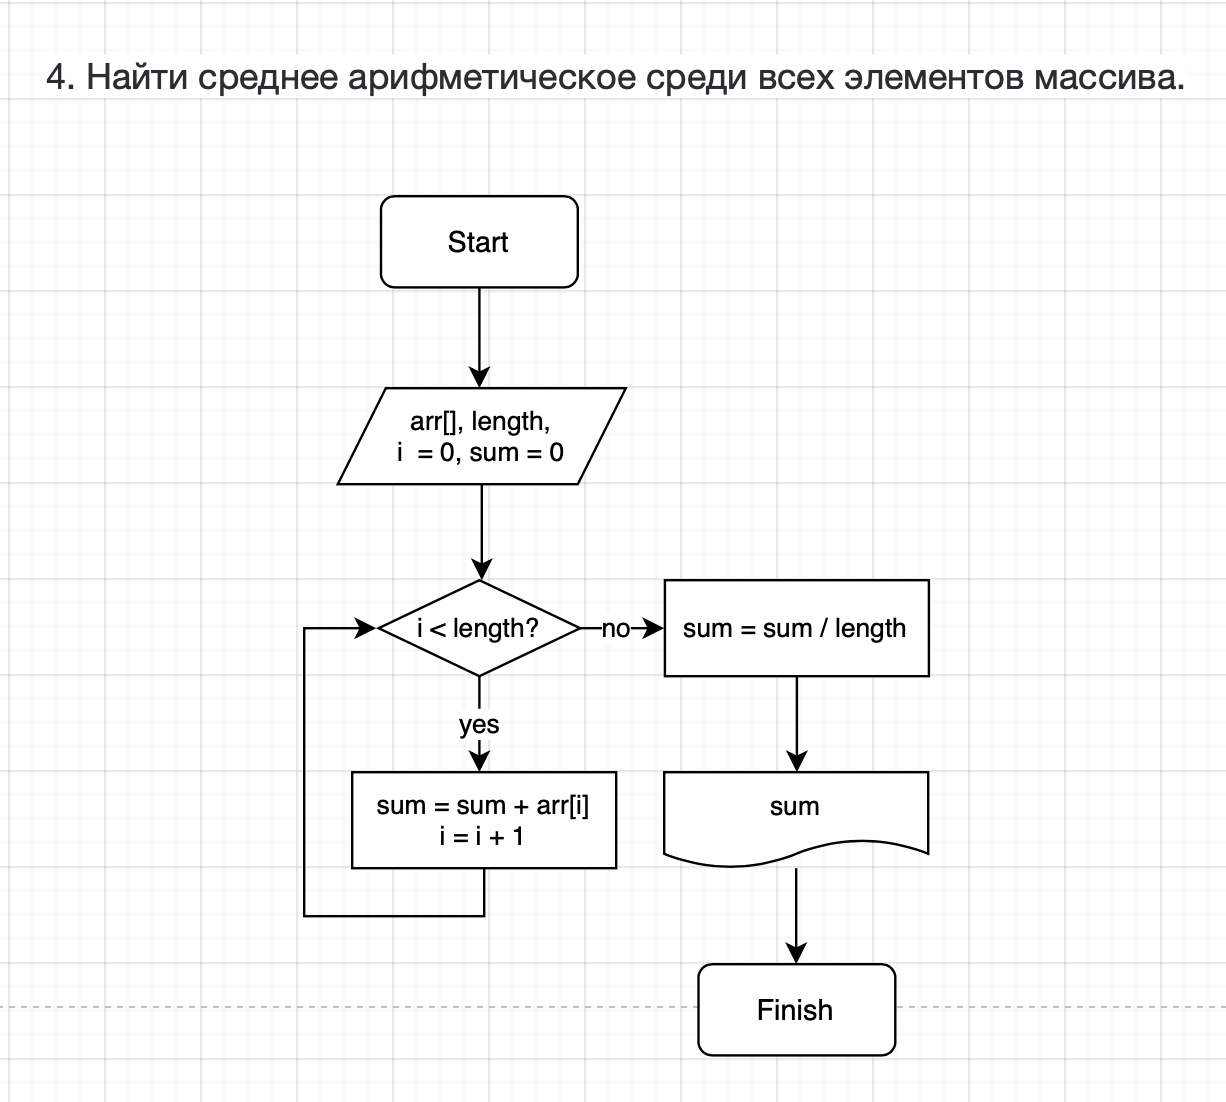 4. Найти среднее арифметическое среди всех элементов массива.
Start
arr[], length,
i  = 0, sum = 0
i < length?
no
sum = sum / length
yes
sum = sum + arr[i]
i = i + 1
sum
Finish